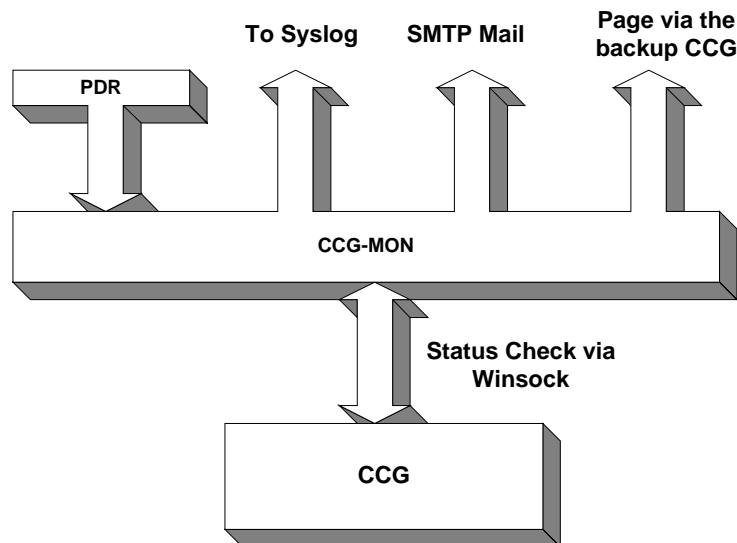 To Syslog
SMTP Mail
Page via the
backup CCG
PDR
CCG-MON
Status Check via
Winsock
CCG